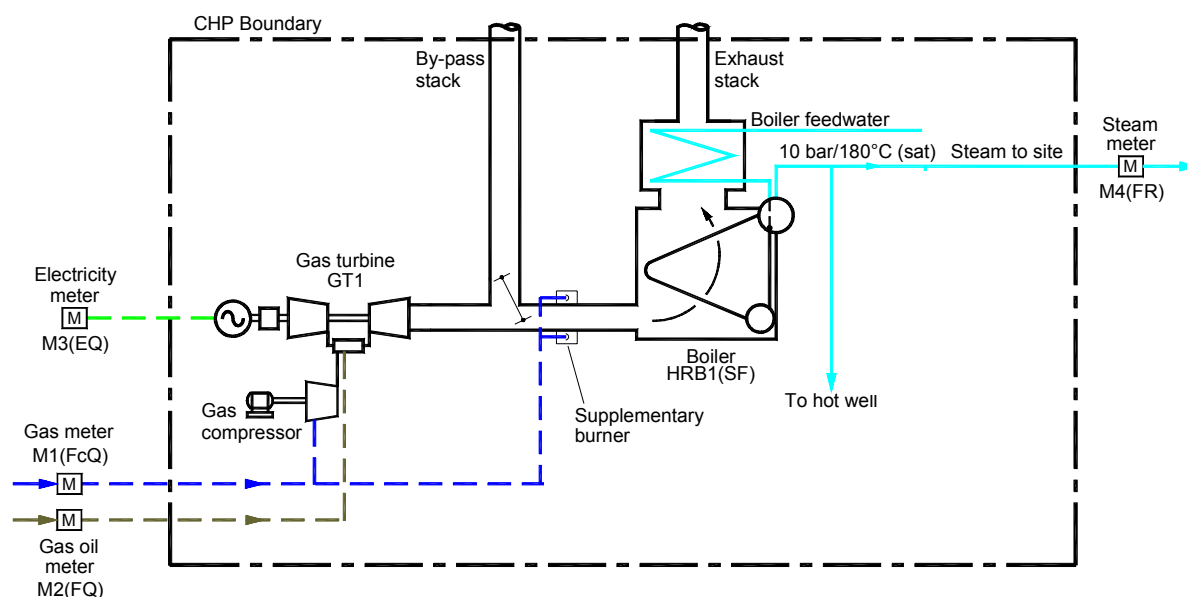 CHP Boundary
By-pass
stack
Exhaust
stack
Boiler feedwater
Steam
meter
10 bar/180°C (sat)
Steam to site
M
M4(FR)
Gas turbine
GT1
Electricity
meter
M
M3(EQ)
Boiler
HRB1(SF)
To hot well
Gas
compressor
Supplementary
burner
Gas meter
M1(FcQ)
M
M
Gas oil
meter
M2(FQ)